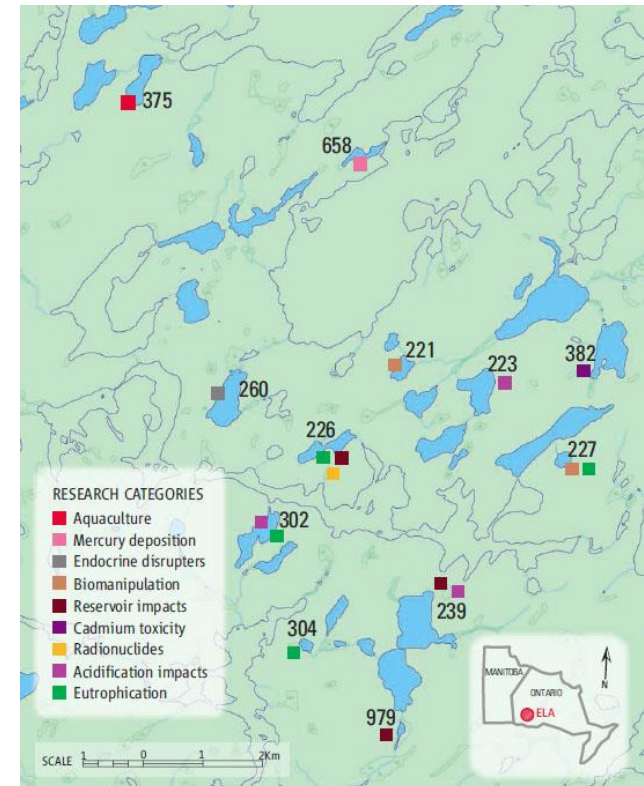 375
658
221
223
382
260
226
227
RESEARCH CATEGORIES
Aquaculture
Mercury deposition
Endocrine disrupters
Biomanipulation
Reservoir impacts
Cadmium toxicity
Radionuclides
Acidification impacts
Eutrophication
302
239
304
979
MANITOBA
ONTARIO
ELA
N
SCALE 1 0 1 2Km